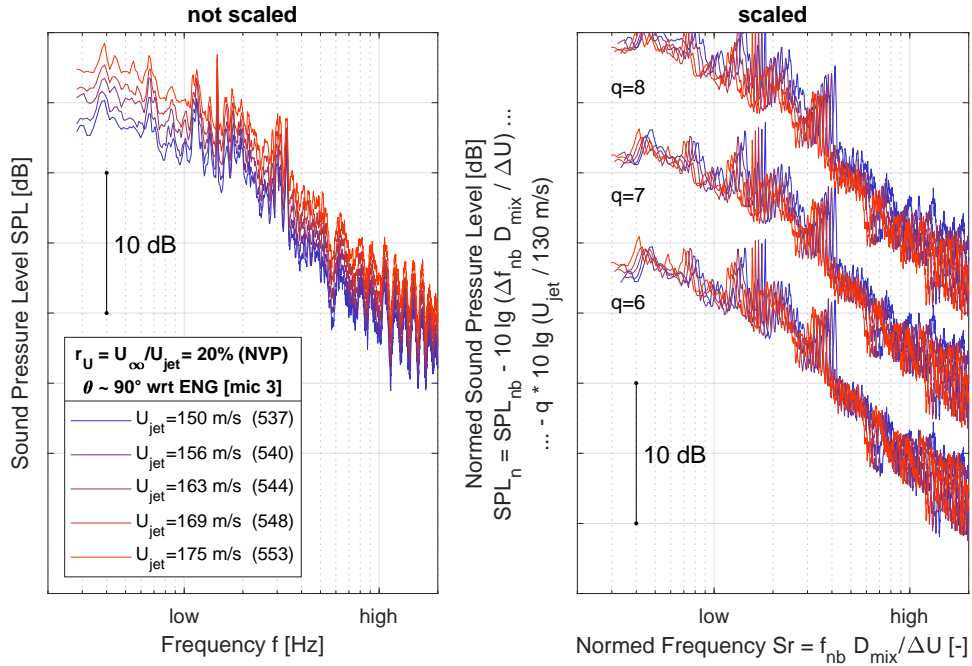 not scaled
Sound Pressure Level SPL [dB]
10 dB
r_U = U_∞/U_jet = 20% (NVP)
θ ~ 90° wrt ENG [mic 3]
U_jet=150 m/s (537)
U_jet=156 m/s (540)
U_jet=163 m/s (544)
U_jet=169 m/s (548)
U_jet=175 m/s (553)
low
high
Frequency f [Hz]
scaled
Normed Sound Pressure Level [dB]
SPL_n = SPL_nb - 10 lg (Δf_nb D_mix / ΔU) ...
... - q * 10 lg (U_jet / 130 m/s)
q=8
q=7
q=6
10 dB
low
high
Normed Frequency Sr = f_nb D_mix/ΔU [-]